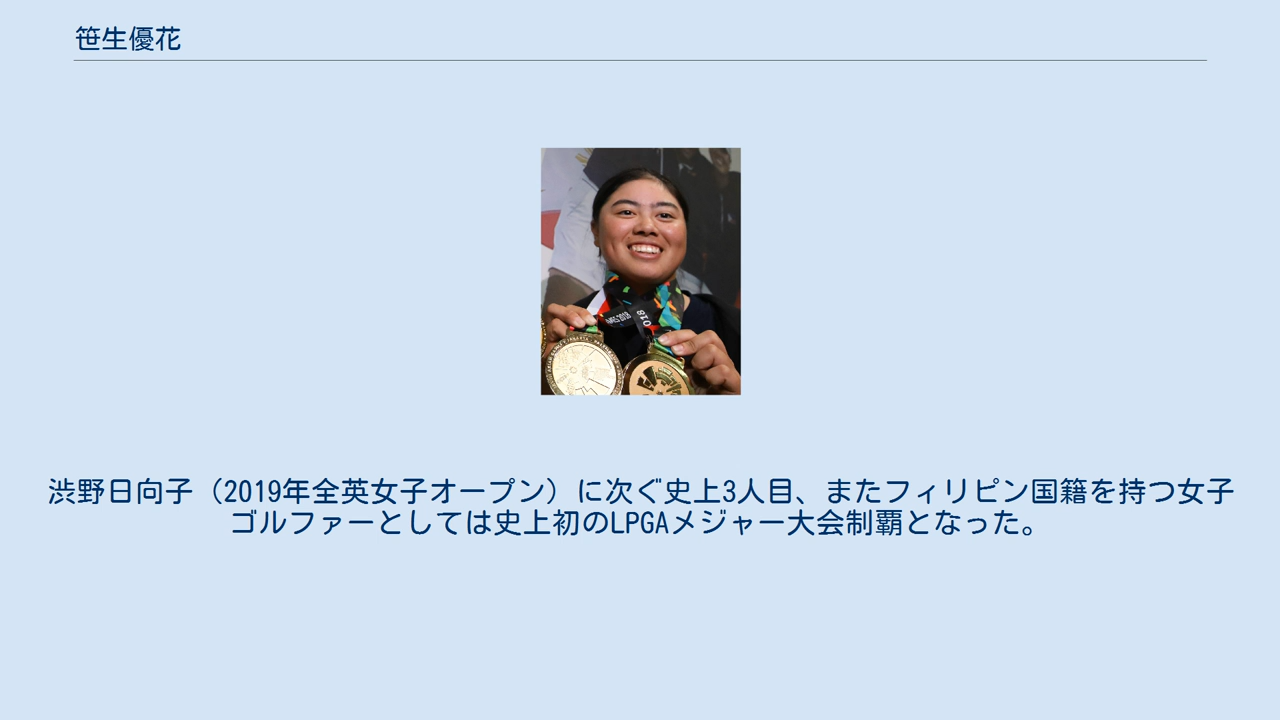 笹生優花
渋野日向子（2019年全英女子オープン）に次ぐ史上3人目、またフィリピン国籍を持つ女子
ゴルファーとしては史上初のLPGAメジャー大会制覇となった。